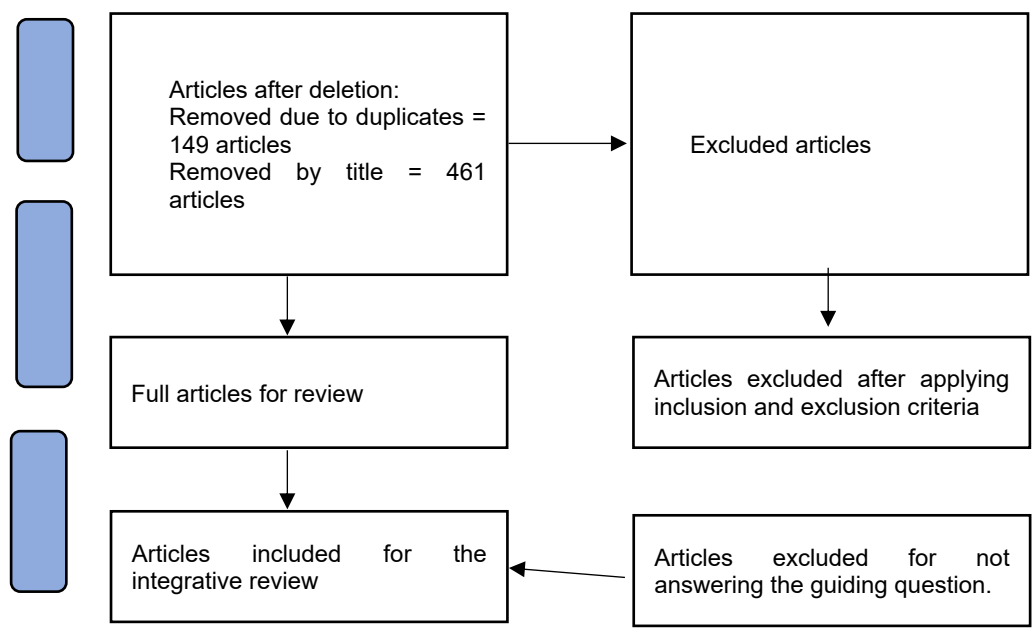 Articles after deletion:
Removed due to duplicates =
149 articles
Removed by title = 461
articles
Excluded articles
Full articles for review
Articles excluded after applying
inclusion and exclusion criteria
Articles included for the
integrative review
Articles excluded for not
answering the guiding question.